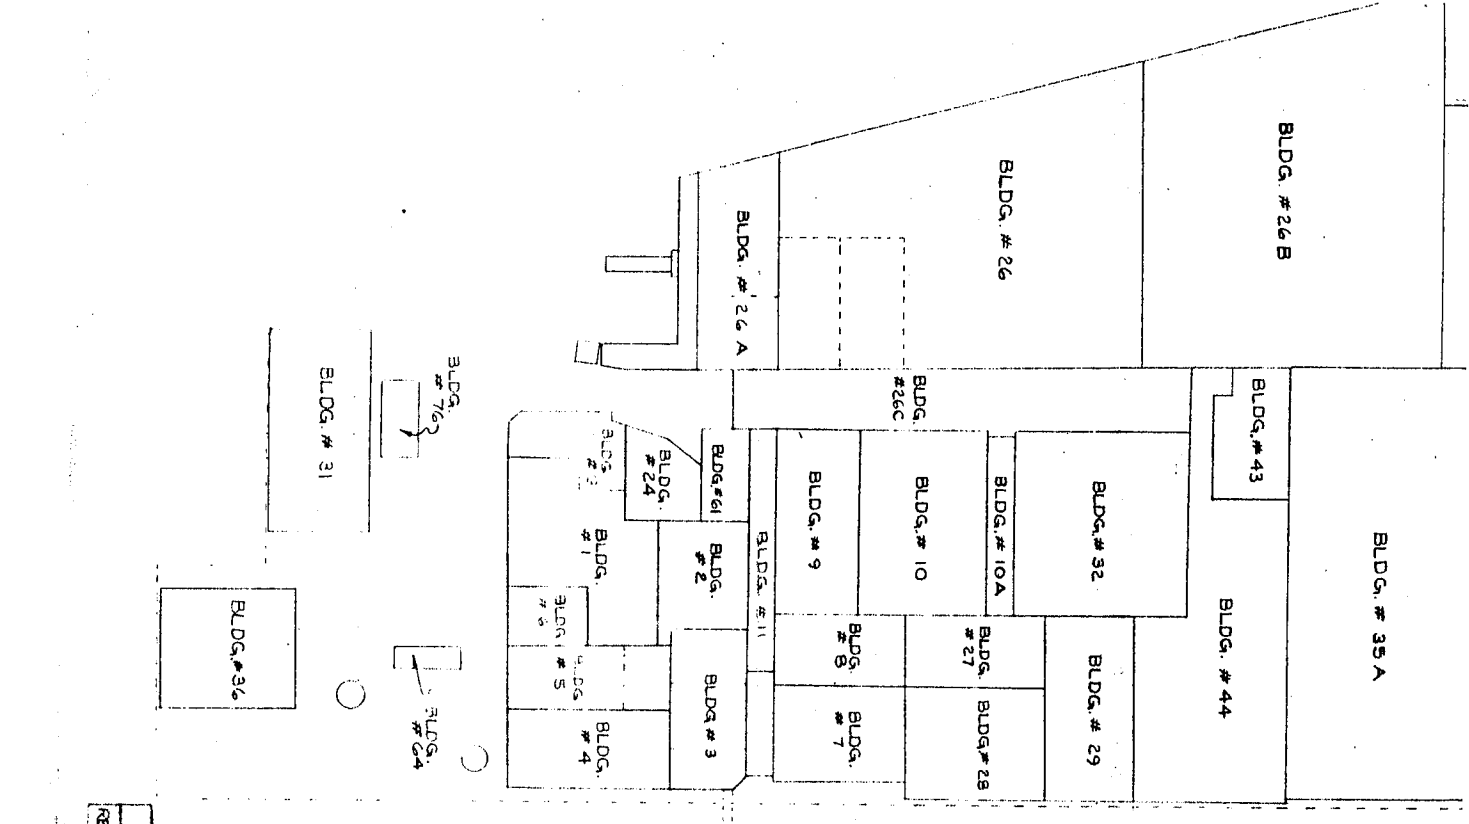 BLDG. #26B
BLDG. # 26
BLDG. # 26 A
BLDG.
#26C
BLDG.# 43
BLDG. # 35A
BLDG. # 44
BLDG.# 32
BLDG.# 10A
BLDG.# 10
BLDG. # 9
BLDG. # 11
BLDG.#61
BLDG.
# 24
BLDG.
# 2
BLDG.
# 1
BLDG.
# 76
BLDG. # 31
BLDG.#36
BLDG.
# 64
BLDG
# 5
BLDG.
# 4
BLDG # 3
BLDG.
# 8
BLDG.
# 7
BLDG.
#27
BLDG.# 28
BLDG. # 29